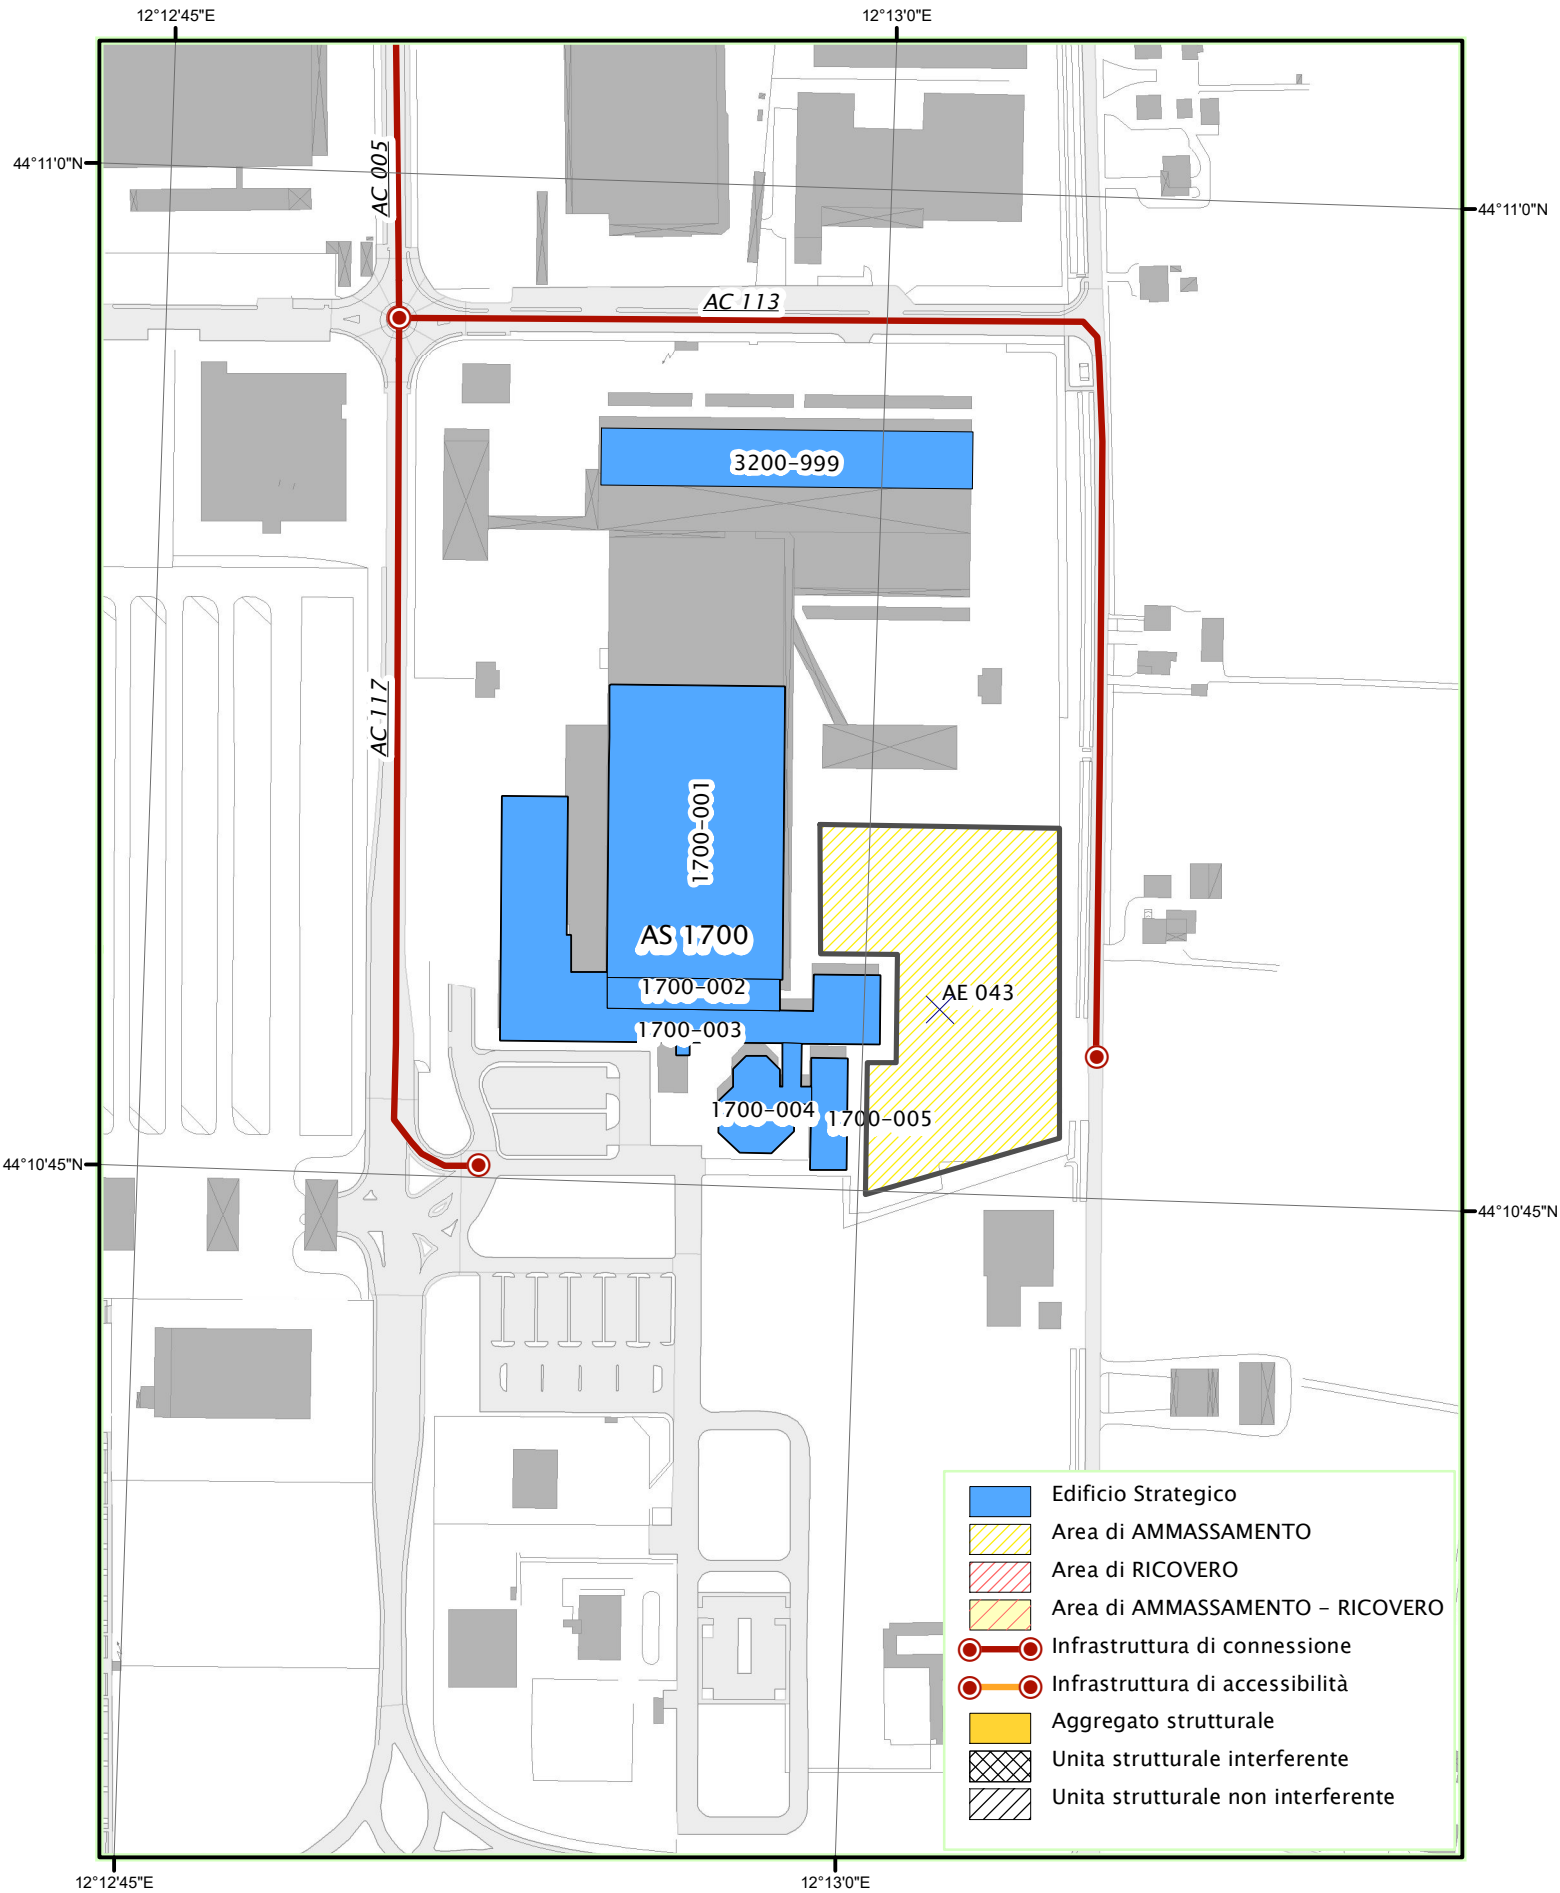 12°12'45"E
12°13'0"E
44°11'0"N
44°11'0"N
AC 005
AC 113
3200-999
AC 117
1700-001
AS 1700
1700-002
AE 043
1700-003
1700-004
1700-005
44°10'45"N
44°10'45"N
Edificio Strategico
Area di AMMASSAMENTO
Area di RICOVERO
Area di AMMASSAMENTO - RICOVERO
Infrastruttura di connessione
Infrastruttura di accessibilità
Aggregato strutturale
Unita strutturale interferente
Unita strutturale non interferente
12°12'45"E
12°13'0"E